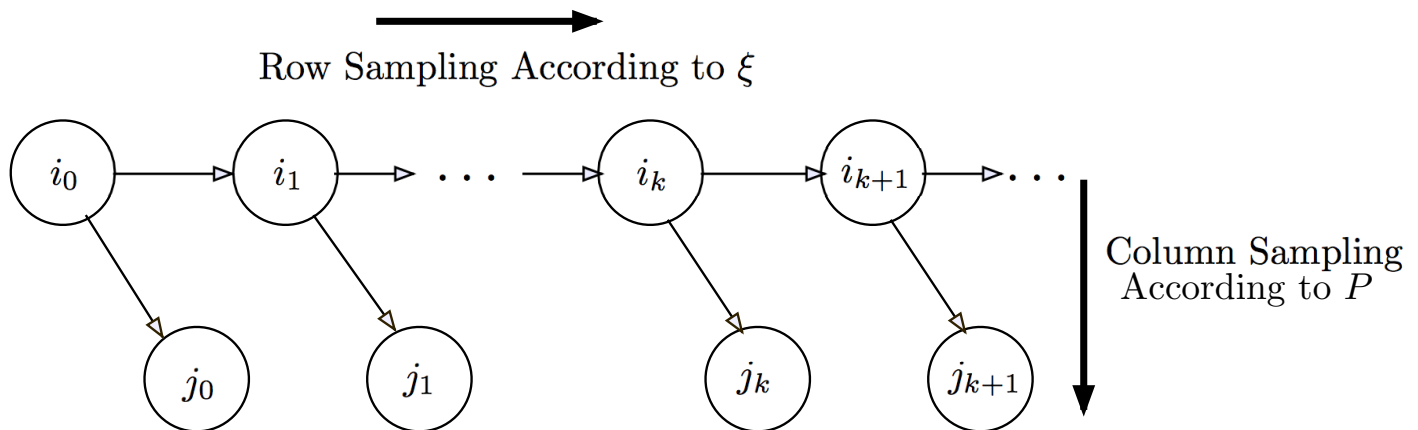 Row Sampling According to ξ
i₀ i₁ . . . iₖ iₖ₊₁ . . .
Column Sampling
According to P
j₀ j₁ jₖ jₖ₊₁